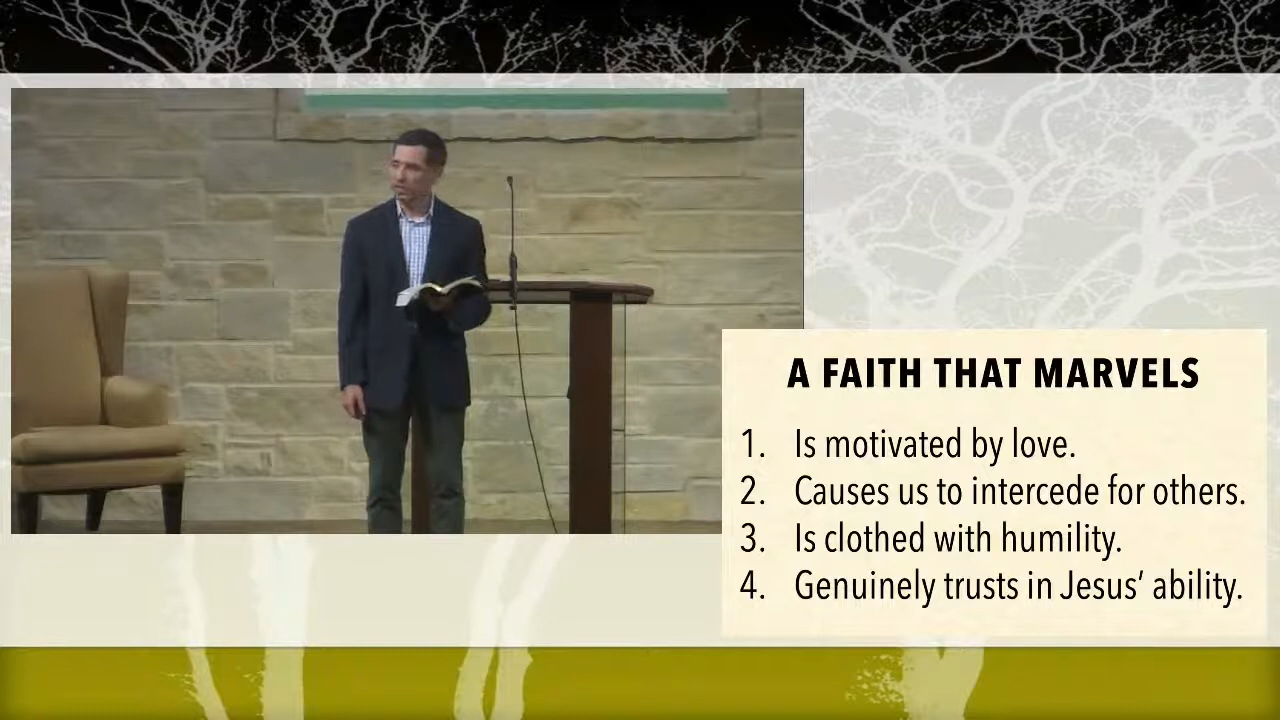 A FAITH THAT MARVELS
1. Is motivated by love.
2. Causes us to intercede for others.
3. Is clothed with humility.
4. Genuinely trusts in Jesus’ ability.